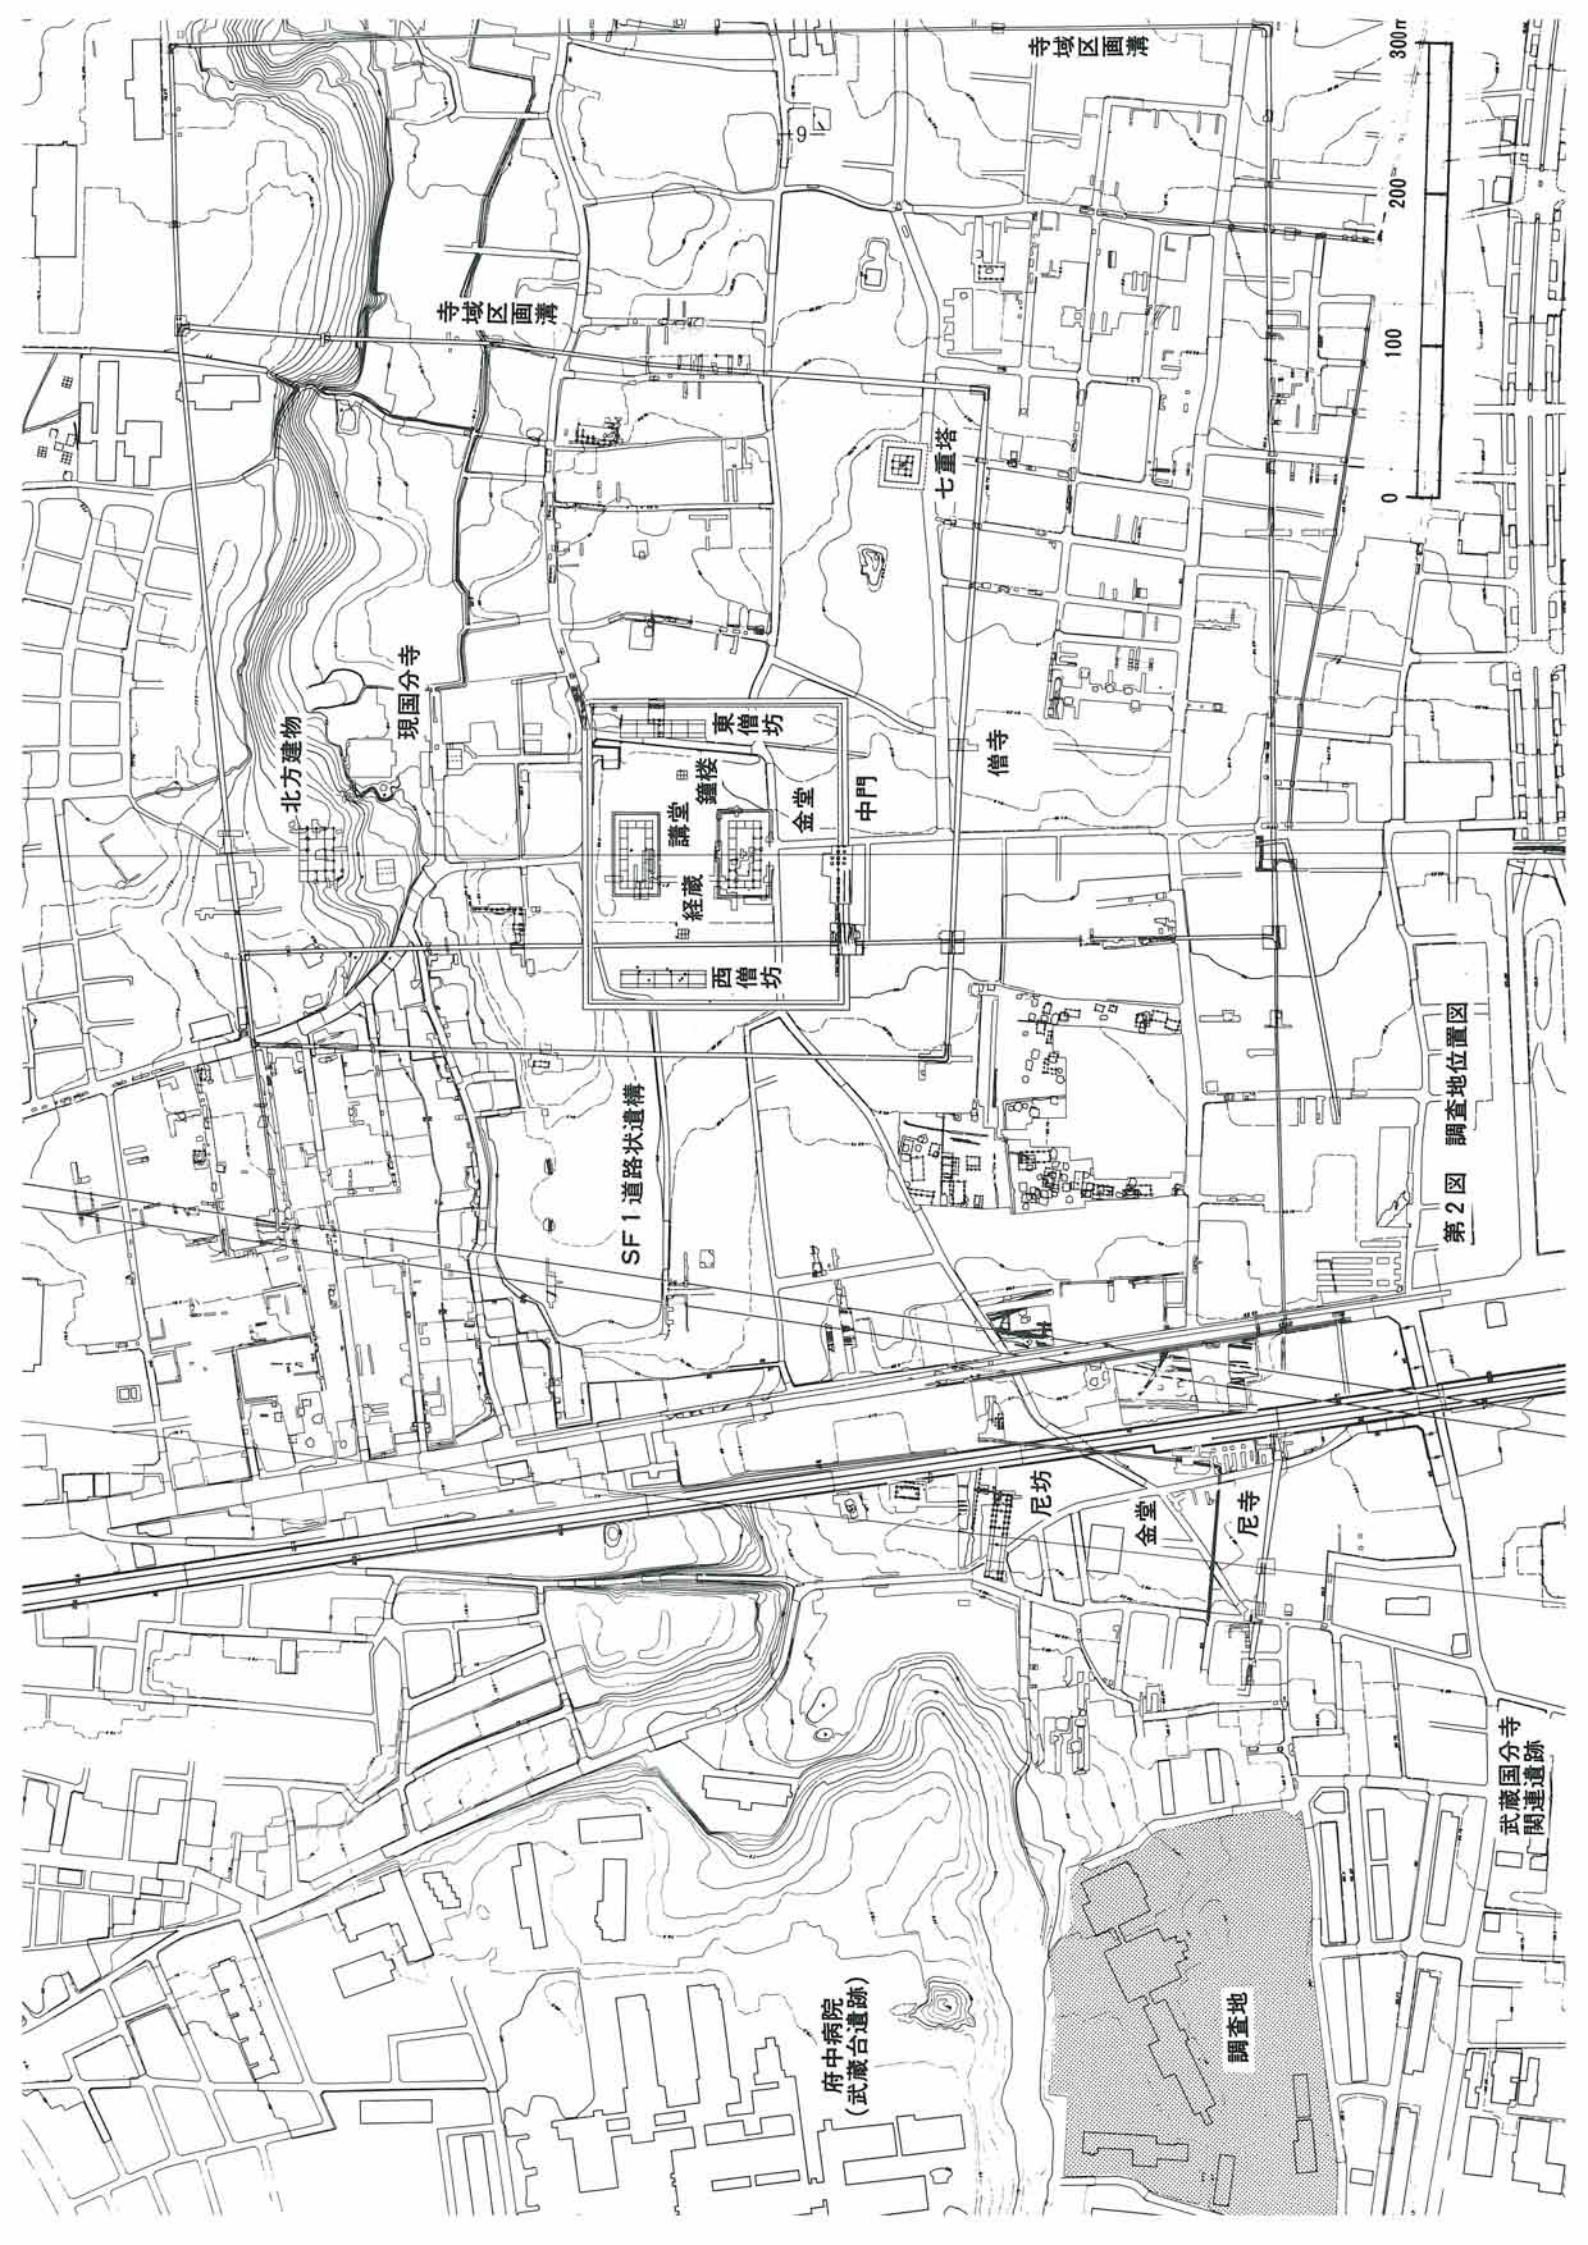 寺域区画溝
寺域区画溝
北方建物
現国分寺
七重塔
東僧坊
鐘楼
講堂
金堂
経蔵
中門
西僧坊
僧寺
SF1道路状遺構
尼坊
金堂
尼寺
府中病院
(武蔵台遺跡)
調査地
武蔵国分寺
関連遺跡
0
100
200
300m
第2図 調査地位置図